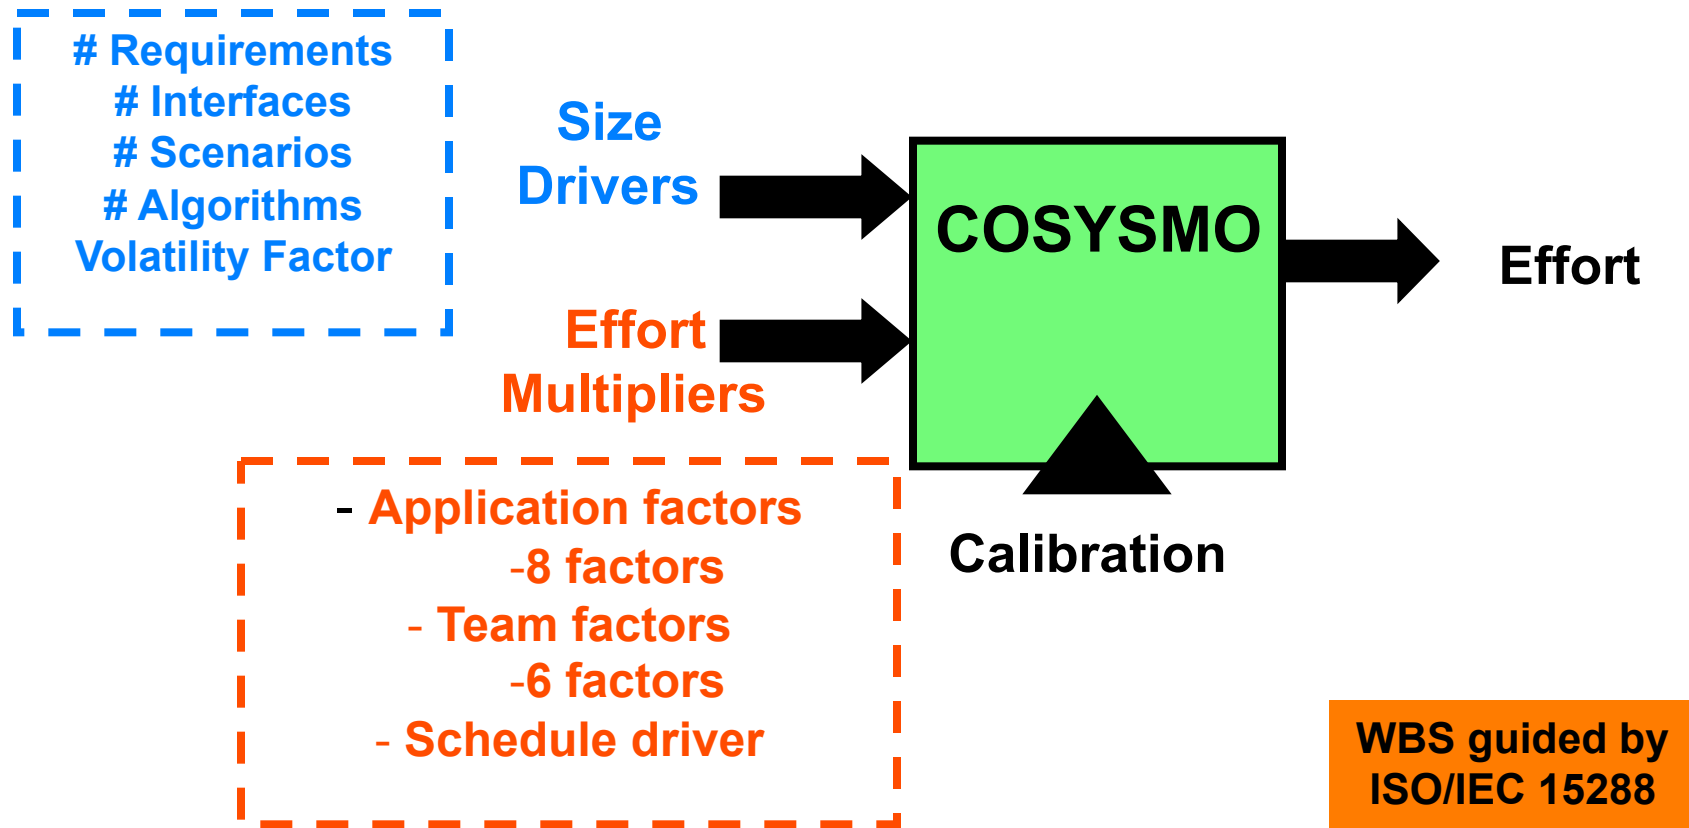 # Requirements
# Interfaces
# Scenarios
# Algorithms
Volatility Factor
Size
Drivers
Effort
Multipliers
COSYSMO
Effort
- Application factors
-8 factors
- Team factors
-6 factors
- Schedule driver
Calibration
WBS guided by
ISO/IEC 15288